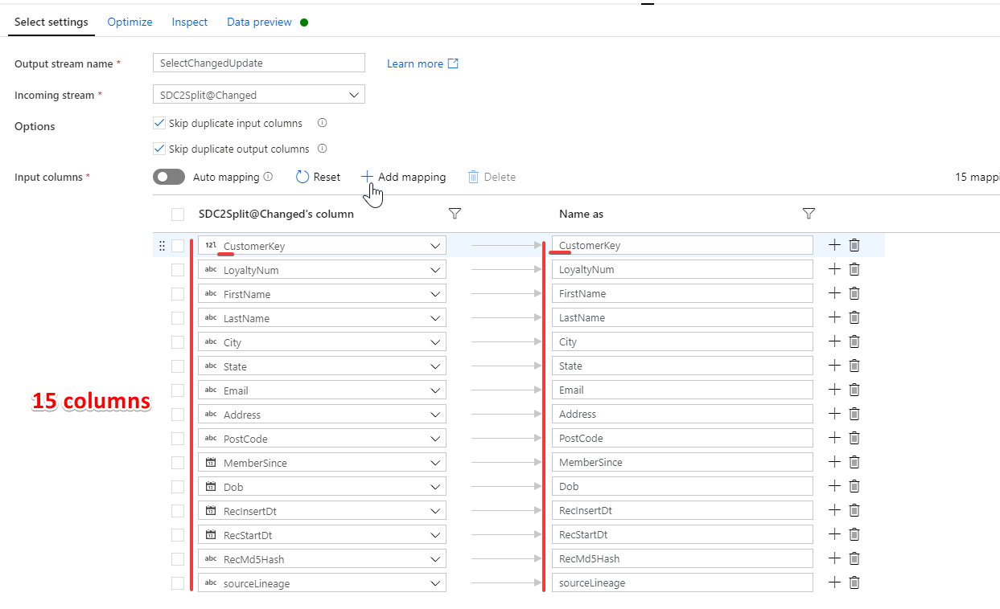 Select settings Optimize Inspect Data preview
Output stream name * SelectChangedUpdate Learn more
Incoming stream * SDC2Split@Changed
Options Skip duplicate input columns
Skip duplicate output columns
Input columns * Auto mapping Reset Add mapping Delete 15 mappi
SDC2Split@Changed's column Name as
12l CustomerKey CustomerKey
abc LoyaltyNum LoyaltyNum
abc FirstName FirstName
abc LastName LastName
abc City City
abc State State
abc Email Email
15 columns
abc Address Address
abc PostCode PostCode
12 MemberSince MemberSince
12 Dob Dob
12 RecInsertDt RecInsertDt
12 RecStartDt RecStartDt
abc RecMd5Hash RecMd5Hash
abc sourceLineage sourceLineage